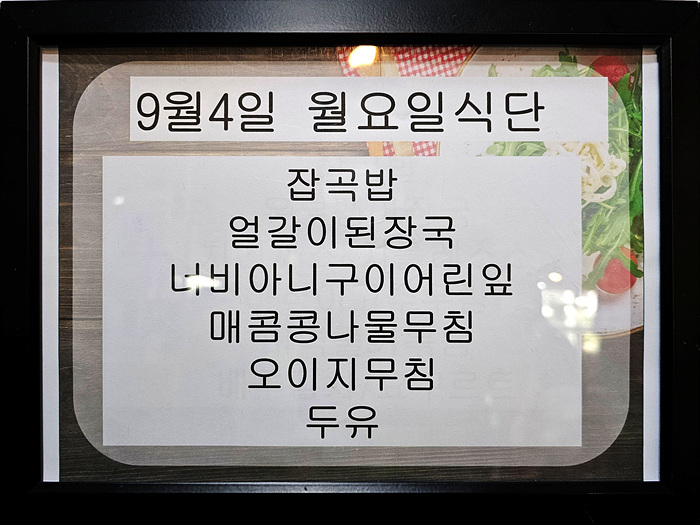 9월4일 월요일식단
잡곡밥
얼갈이된장국
너비아니구이어린잎
매콤콩나물무침
오이지무침
두유